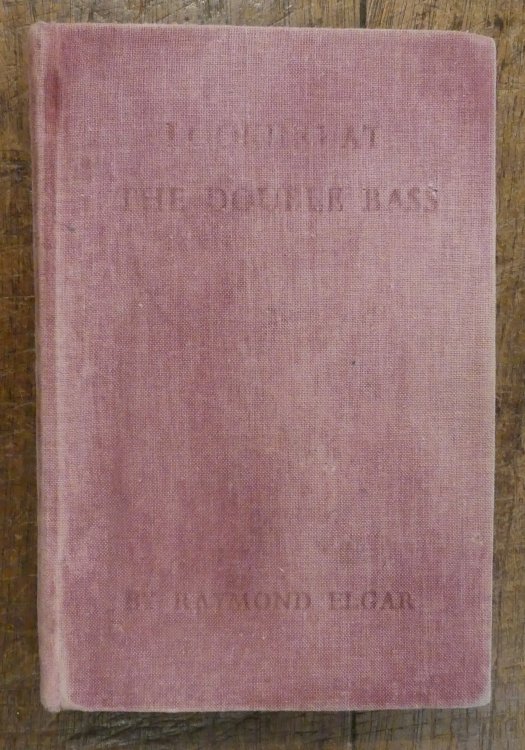 LOOKING AT
THE DOUBLE BASS
BY RAYMOND ELGAR